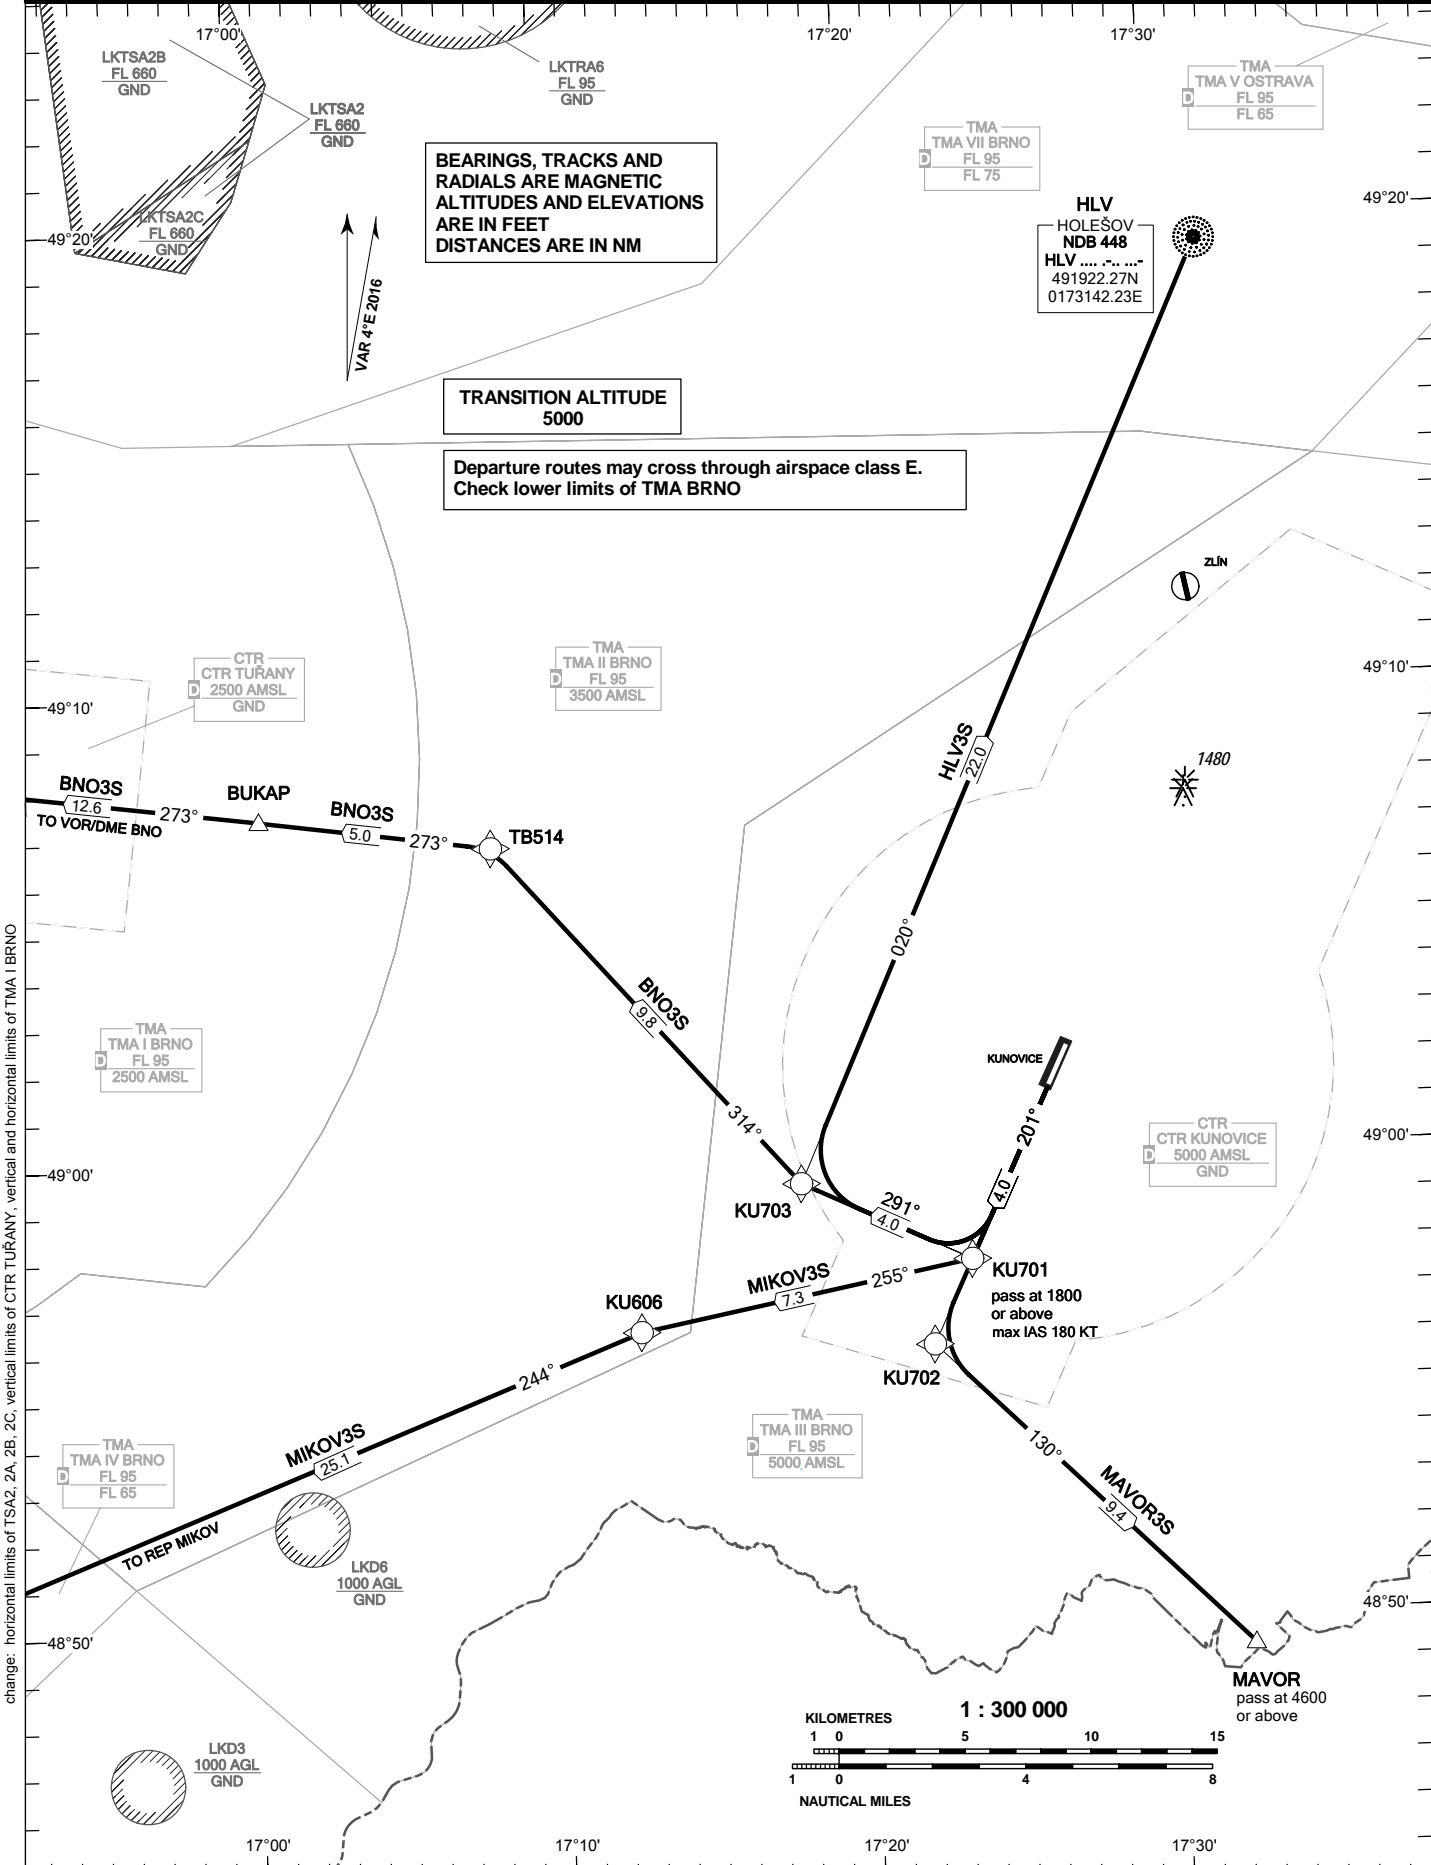 17°00'
17°20'
17°30'
LKTSA2B
FL 660
GND
LKTSA2
FL 660
GND
LKTSA2C
FL 660
GND
LKTRA6
FL 95
GND
TMA
TMA V OSTRAVA
D
FL 95
FL 65
TMA
TMA VII BRNO
D
FL 95
FL 75
BEARINGS, TRACKS AND
RADIALS ARE MAGNETIC
ALTITUDES AND ELEVATIONS
ARE IN FEET
DISTANCES ARE IN NM
49°20'
49°20'
HLV
HOLEŠOV
NDB 448
HLV .... .-.. ...-
491922.27N
0173142.23E
VAR 4°E 2016
TRANSITION ALTITUDE
5000
Departure routes may cross through airspace class E.
Check lower limits of TMA BRNO
ZLÍN
CTR
CTR TUŘANY
D
2500 AMSL
GND
TMA
TMA II BRNO
D
FL 95
3500 AMSL
49°10'
49°10'
HLV3S
22.0
1480
BNO3S
12.6
273°
TO VOR/DME BNO
BUKAP
BNO3S
5.0
273°
TB514
020°
BNO3S
9.8
314°
TMA
TMA I BRNO
D
FL 95
2500 AMSL
KUNOVICE
201°
4.0
CTR
CTR KUNOVICE
D
5000 AMSL
GND
49°00'
49°00'
KU703
291°
4.0
KU701
pass at 1800
or above
max IAS 180 KT
MIKOV3S
7.3
255°
KU606
KU702
244°
MIKOV3S
25.1
TO REP MIKOV
TMA
TMA III BRNO
D
FL 95
5000 AMSL
130°
MAVOR3S
9.4
TMA
TMA IV BRNO
D
FL 95
FL 65
LKD6
1000 AGL
GND
48°50'
48°50'
MAVOR
pass at 4600
or above
LKD3
1000 AGL
GND
1 : 300 000
KILOMETRES
1 0 5 10 15
1 0 4 8
NAUTICAL MILES
17°00'
17°10'
17°20'
17°30'
change: horizontal limits of TSA2, 2A, 2B, 2C, vertical limits of CTR TUŘANY, vertical and horizontal limits of TMA I BRNO